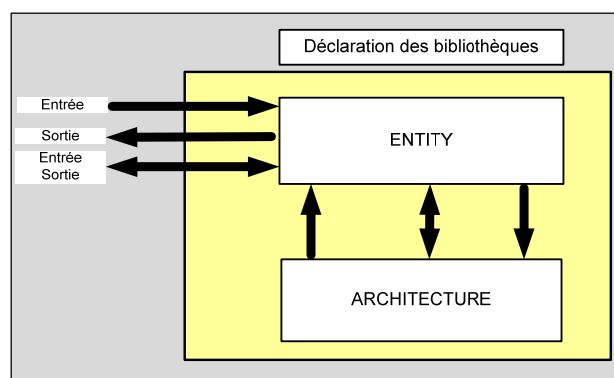 Déclaration des bibliothèques
Entrée
Sortie
Entrée
Sortie
ENTITY
ARCHITECTURE